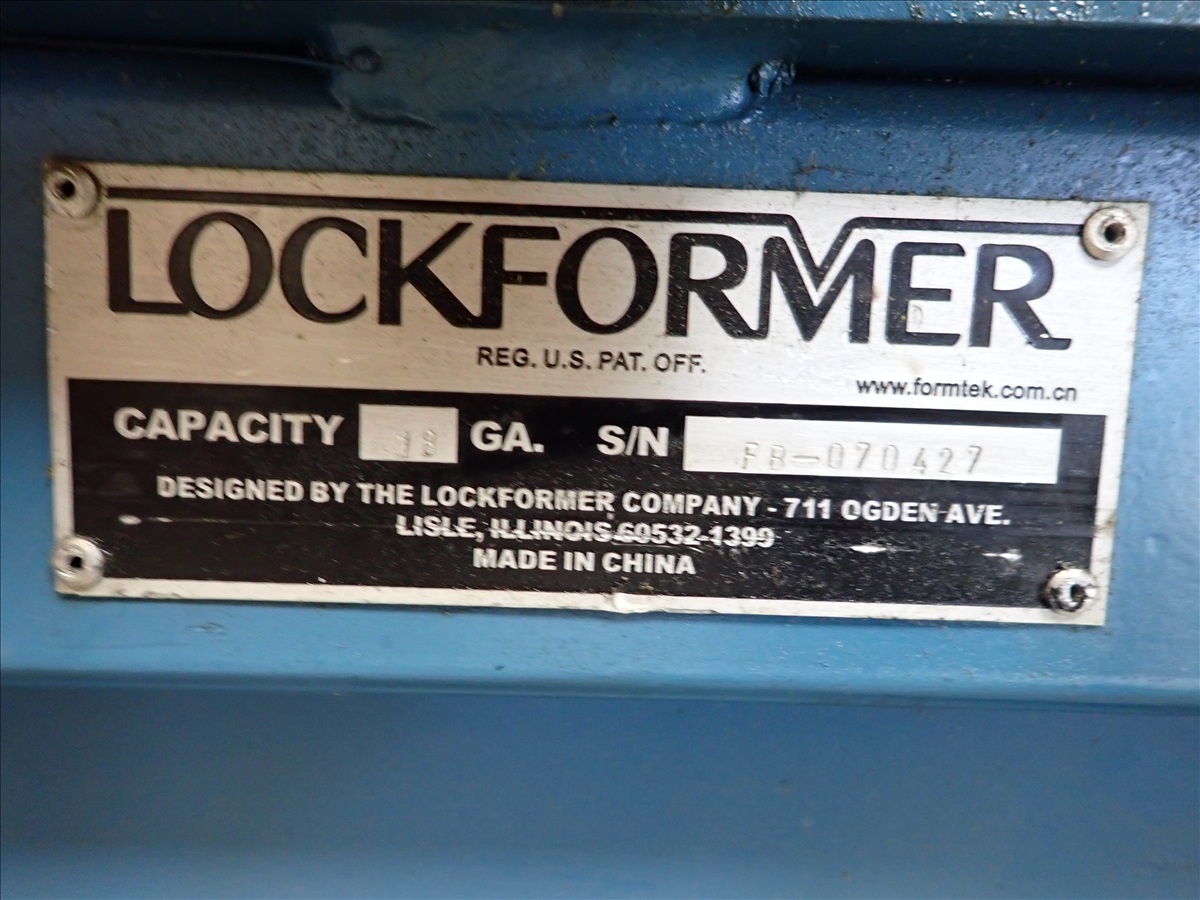 LOCKFORMER
REG. U.S. PAT. OFF.
www.formtek.com.cn
CAPACITY 18 GA. S/N FB-070427
DESIGNED BY THE LOCKFORMER COMPANY - 711 OGDEN AVE.
LISLE, ILLINOIS 60532-1399
MADE IN CHINA